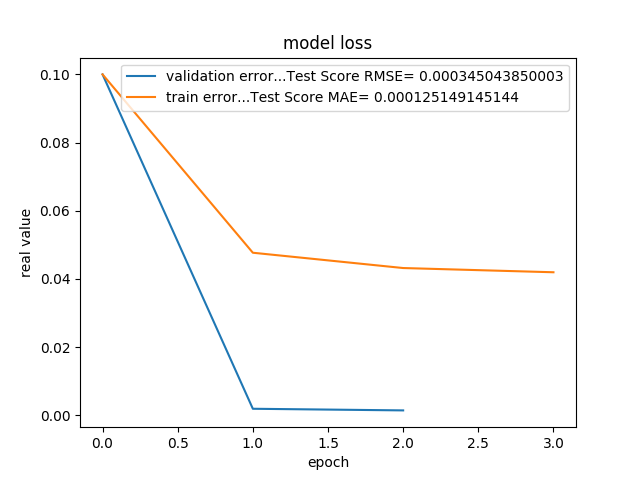 model loss
validation error...Test Score RMSE= 0.000345043850003
train error...Test Score MAE= 0.000125149145144
real value
0.10
0.08
0.06
0.04
0.02
0.00
0.0 0.5 1.0 1.5 2.0 2.5 3.0
epoch